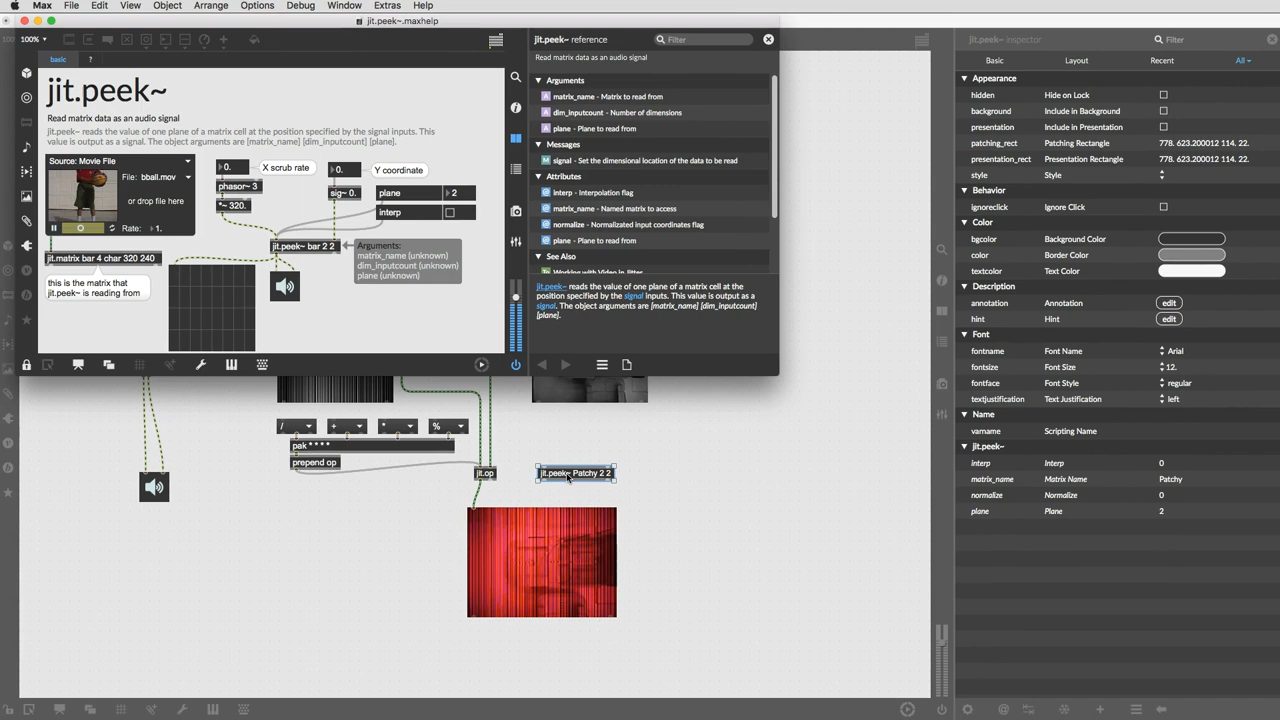 Max File Edit View Object Arrange Options Debug Window Extras Help
jit.peek~.maxhelp
100%
basic ?
jit.peek~
Read matrix data as an audio signal
jit.peek~ reads the value of one plane of a matrix cell at the position specified by the signal inputs. This
value is output as a signal. The object arguments are [matrix_name] [dim_inputcount] [plane].
Source: Movie File
File: bball.mov
or drop file here
Rate: 1.
0. X scrub rate
0. Y coordinate
phasor~ 3
*~ 320.
sig~ 0.
plane 2
interp
jit.peek~ bar 2 2
Arguments:
matrix_name (unknown)
dim_inputcount (unknown)
plane (unknown)
jit.matrix bar 4 char 320 240
this is the matrix that
jit.peek~ is reading from
jit.peek~ reference
Filter
Read matrix data as an audio signal
Arguments
matrix_name - Matrix to read from
dim_inputcount - Number of dimensions
plane - Plane to read from
Messages
signal - Set the dimensional location of the data to be read
Attributes
interp - Interpolation flag
matrix_name - Named matrix to access
normalize - Normalizated input coordinates flag
plane - Plane to read from
See Also
Working with Video in Jitter
jit.peek~ reads the value of one plane of a matrix cell at the
position specified by the signal inputs. This value is output as a
signal. The object arguments are [matrix_name] [dim_inputcount]
[plane].
/ + * %
pak * * * *
prepend op
jit.op
jit.peek~ Patchy 2 2
jit.peek~ inspector
Filter
Basic Layout Recent All
Appearance
hidden Hide on Lock
background Include in Background
presentation Include in Presentation
patching_rect Patching Rectangle 778. 623.200012 114. 22.
presentation_rect Presentation Rectangle 778. 623.200012 114. 22.
style Style
Behavior
ignoreclick Ignore Click
Color
bgcolor Background Color
color Border Color
textcolor Text Color
Description
annotation Annotation edit
hint Hint edit
Font
fontname Font Name Arial
fontsize Font Size 12.
fontface Font Style regular
textjustification Text Justification left
Name
varname Scripting Name
jit.peek~
interp Interp 0
matrix_name Matrix Name Patchy
normalize Normalize 0
plane Plane 2